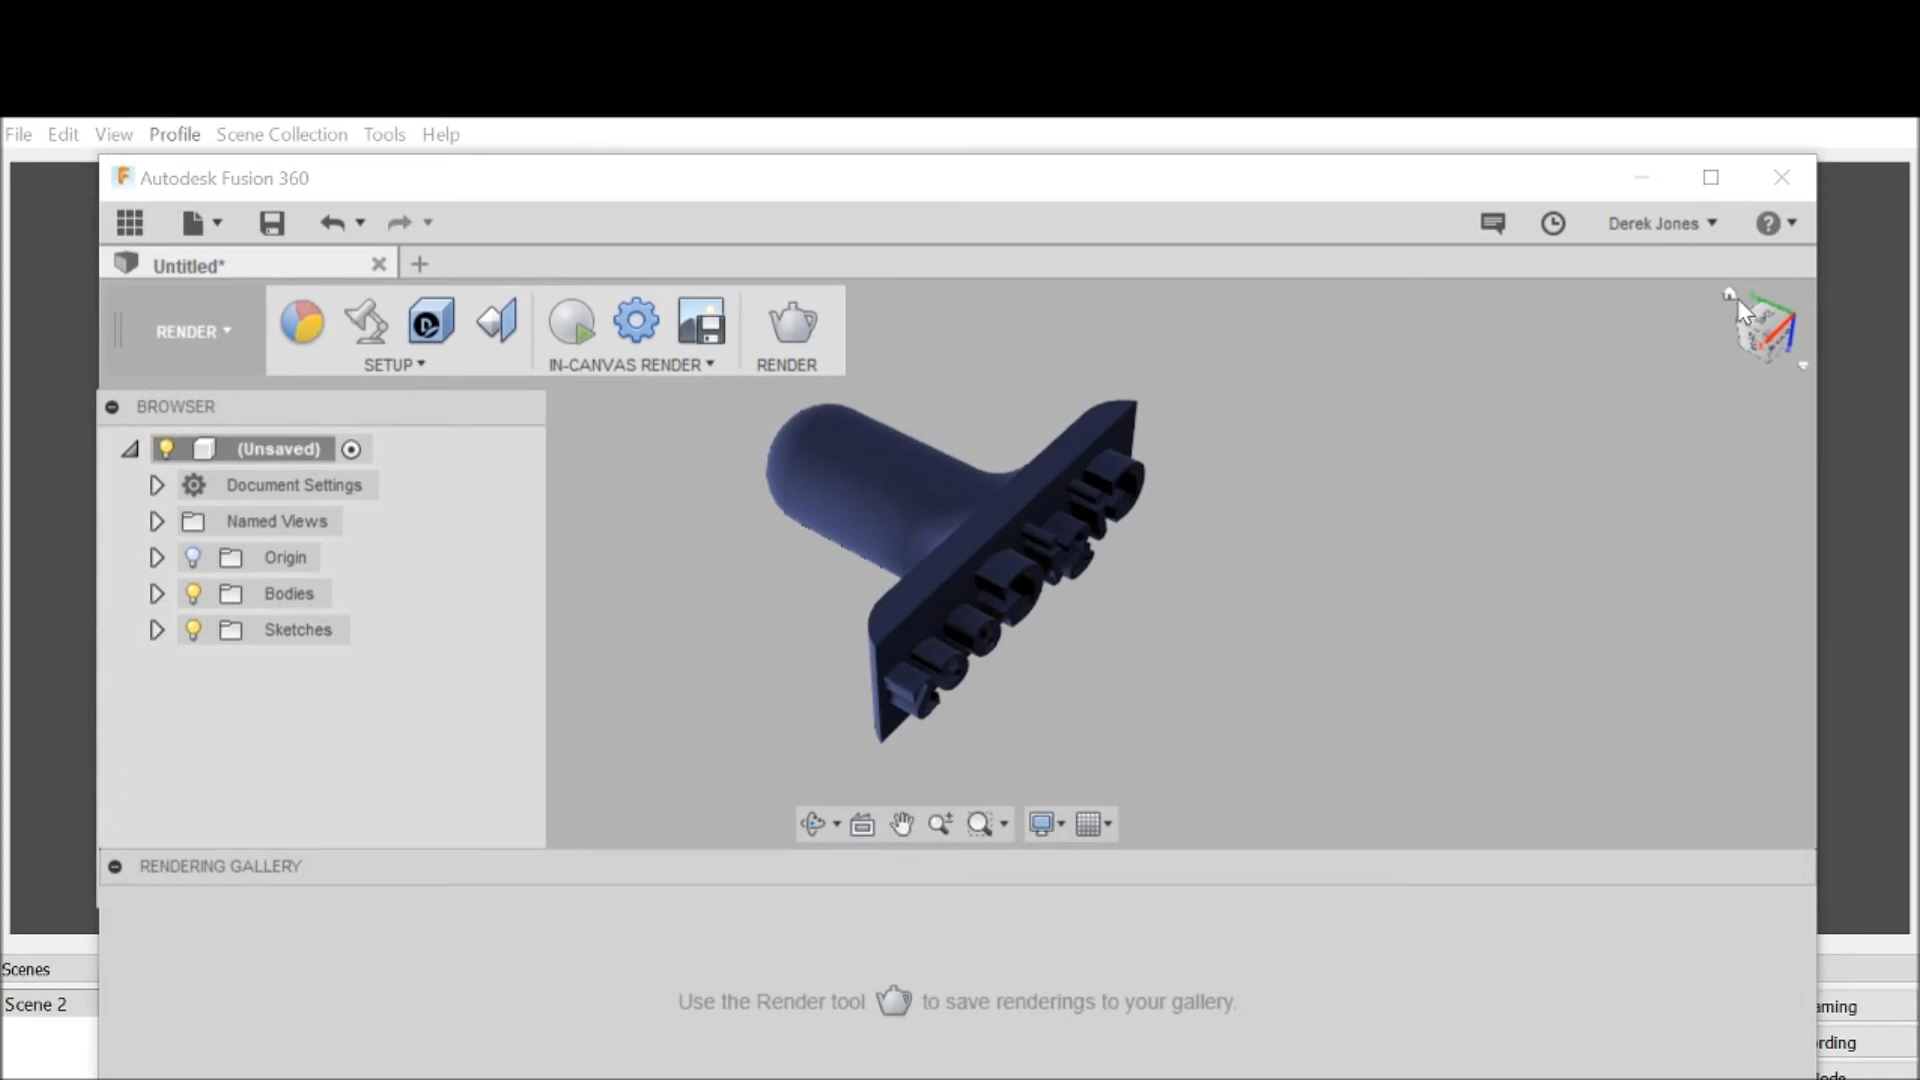 File Edit View Profile Scene Collection Tools Help
Autodesk Fusion 360
Derek Jones
Untitled*
RENDER
SETUP
IN-CANVAS RENDER
RENDER
BROWSER
(Unsaved)
Document Settings
Named Views
Origin
Bodies
Sketches
RENDERING GALLERY
Use the Render tool to save renderings to your gallery.
Scenes
Scene 2
aming
rding